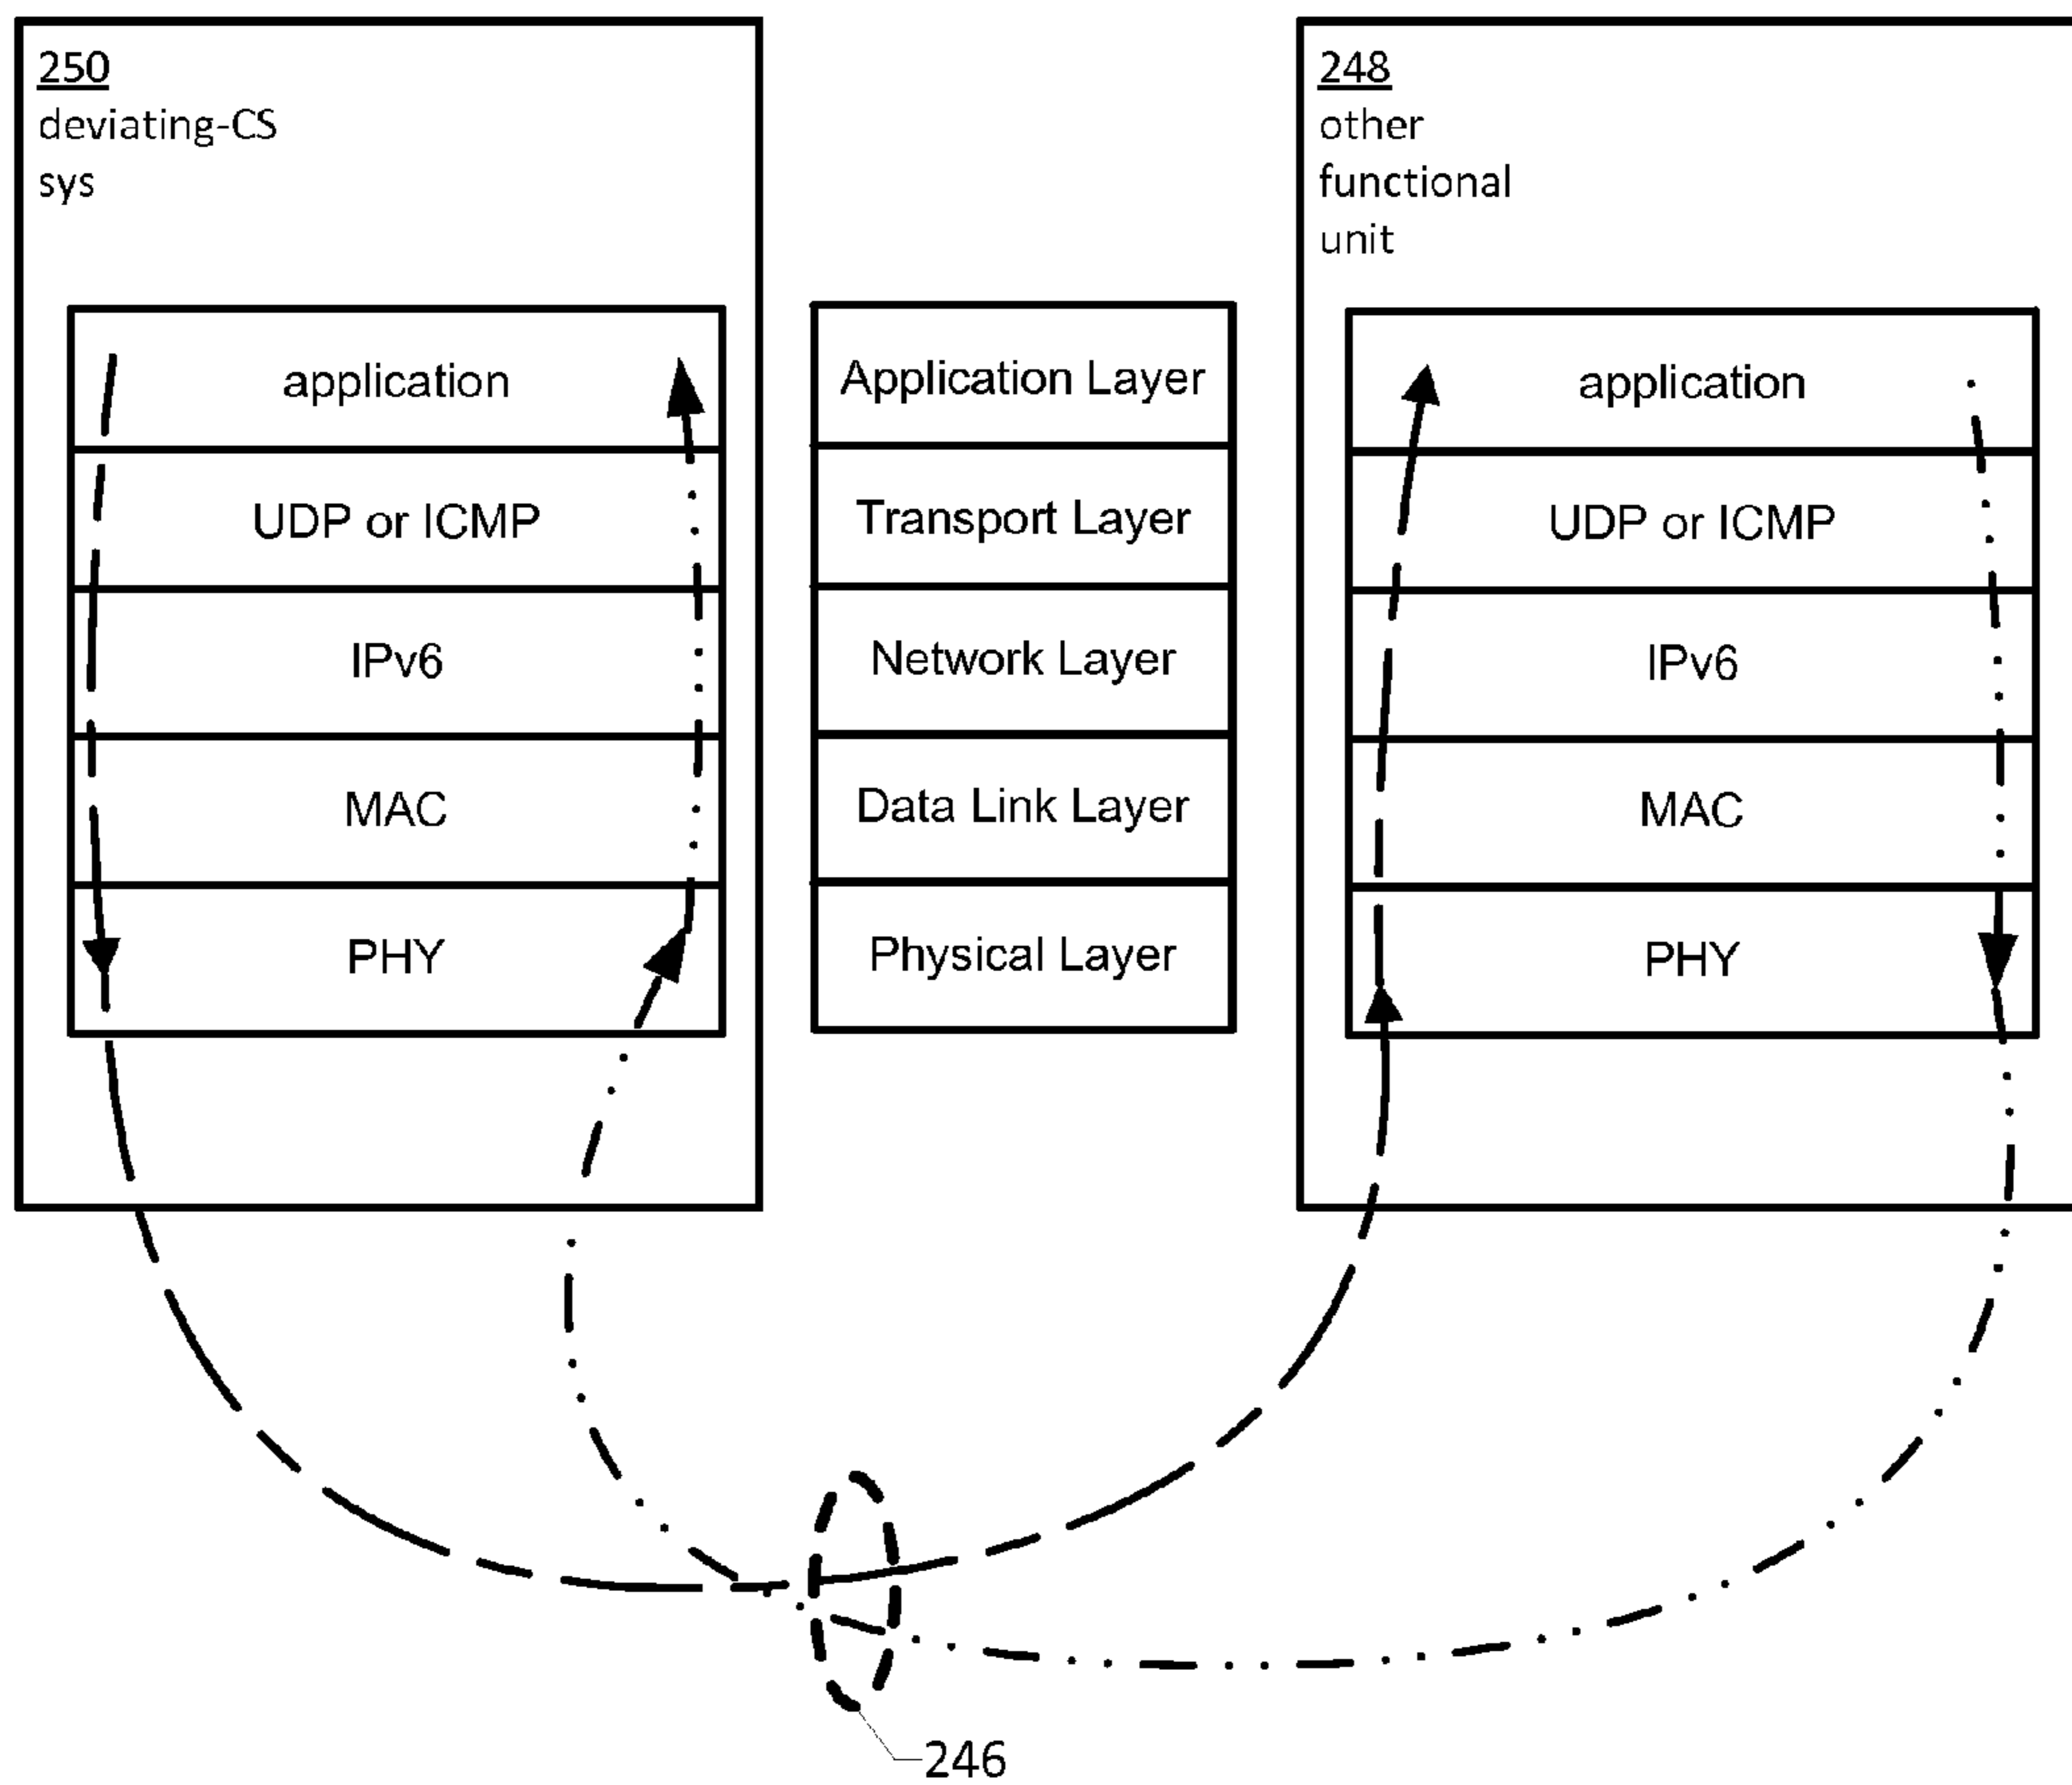 250
deviating-CS
sys
application
UDP or ICMP
IPv6
MAC
PHY
Application Layer
Transport Layer
Network Layer
Data Link Layer
Physical Layer
248
other
functional
unit
application
UDP or ICMP
IPv6
MAC
PHY
246